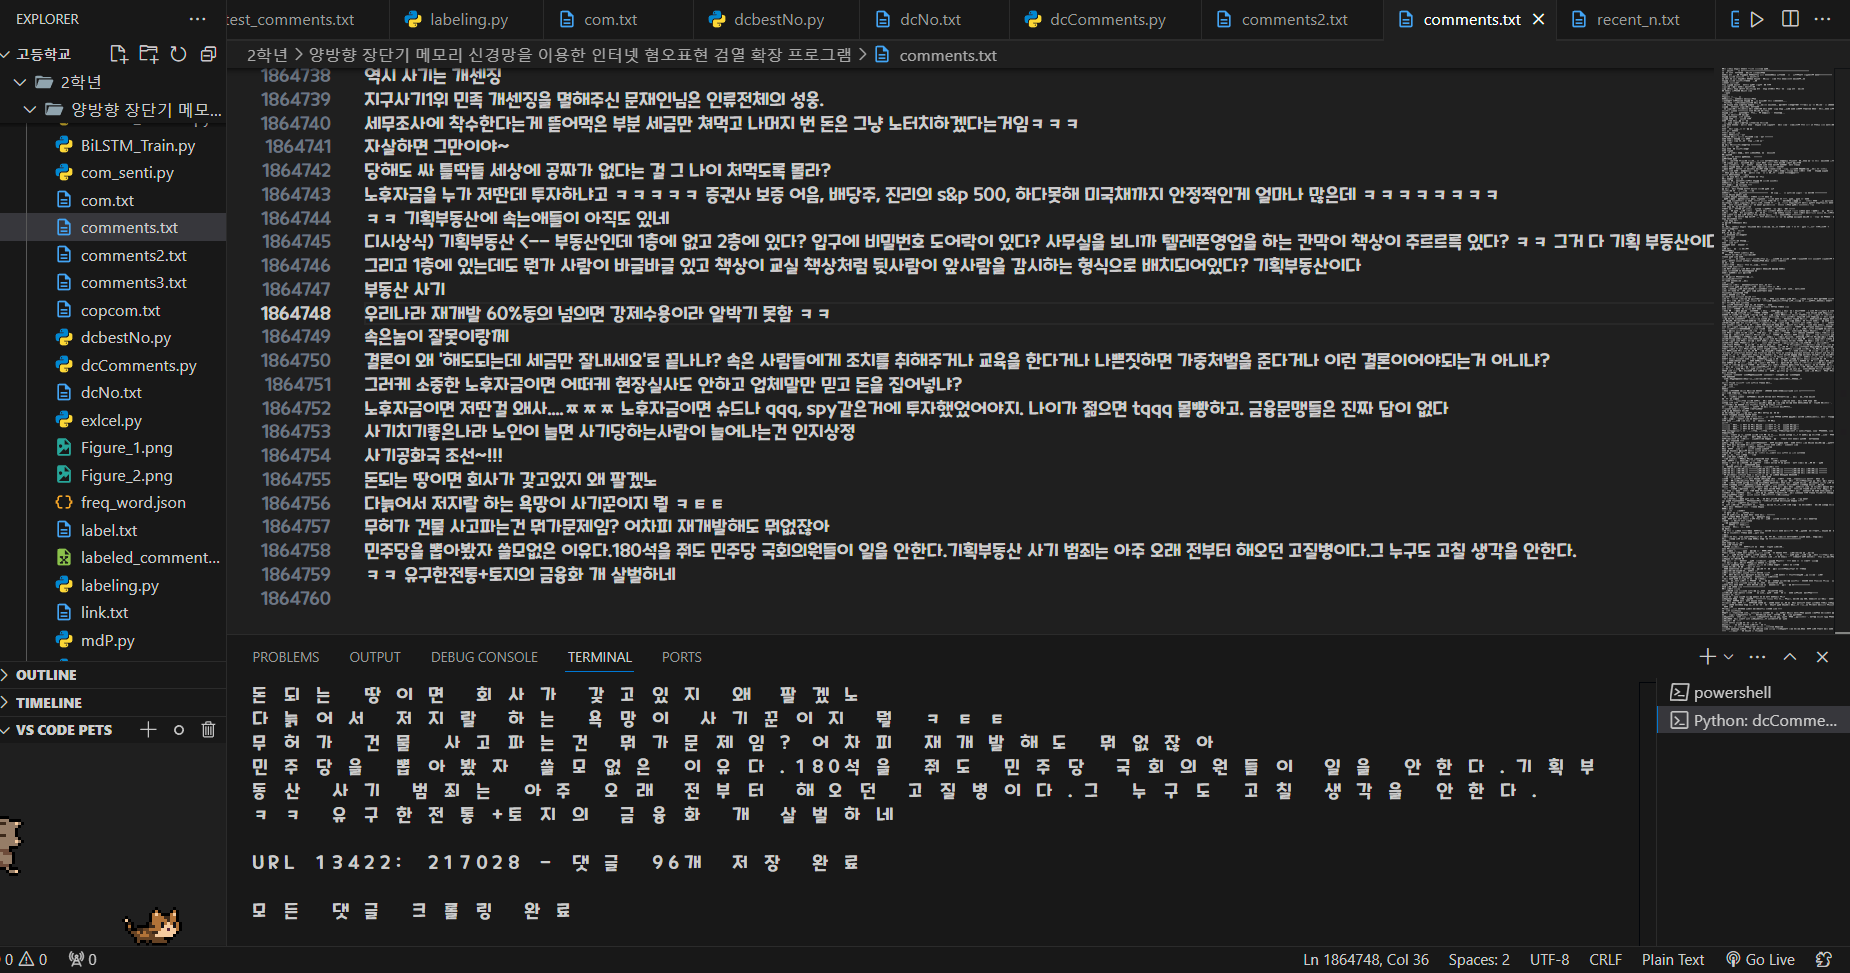 EXPLORER
test_comments.txt labeling.py com.txt dcbestNo.py dcNo.txt dcComments.py comments2.txt comments.txt recent_n.txt
고등학교
2학년 > 양방향 장단기 메모리 신경망을 이용한 인터넷 혐오표현 검열 확장 프로그램 > comments.txt
2학년
양방향 장단기 메모...
BiLSTM_Train.py
com_senti.py
com.txt
comments.txt
comments2.txt
comments3.txt
copcom.txt
dcbestNo.py
dcComments.py
dcNo.txt
exlcel.py
Figure_1.png
Figure_2.png
freq_word.json
label.txt
labeled_comment...
labeling.py
link.txt
mdP.py
OUTLINE
TIMELINE
VS CODE PETS
1864738 역시 사기는 개센징
1864739 지구사기1위 민족 개센징을 멸해주신 문재인님은 인류전체의 성웅.
1864740 세무조사에 착수한다는게 뜯어먹은 부분 세금만 쳐먹고 나머지 번 돈은 그냥 노터치하겠다는거임ㅋㅋㅋ
1864741 자살하면 그만이야~
1864742 당해도 싸 틀딱들 세상에 공짜가 없다는 걸 그 나이 처먹도록 몰라?
1864743 노후자금을 누가 저딴데 투자하냐고 ㅋㅋㅋㅋㅋ 증권사 보증 어음, 배당주, 진리의 s&p 500, 하다못해 미국채까지 안정적인게 얼마나 많은데 ㅋㅋㅋㅋㅋㅋㅋㅋ
1864744 ㅋㅋ 기획부동산에 속는애들이 아직도 있네
1864745 디시상식) 기획부동산 <-- 부동산인데 1층에 없고 2층에 있다? 입구에 비밀번호 도어락이 있다? 사무실을 보니까 텔레폰영업을 하는 칸막이 책상이 주르르륵 있다? ㅋㅋ 그거 다 기획 부동산이다
1864746 그리고 1층에 있는데도 뭔가 사람이 바글바글 있고 책상이 교실 책상처럼 뒷사람이 앞사람을 감시하는 형식으로 배치되어있다? 기획부동산이다
1864747 부동산 사기
1864748 우리나라 재개발 60%동의 넘으면 강제수용이라 알박기 못함 ㅋㅋ
1864749 속은놈이 잘못이랑께
1864750 결론이 왜 '해도되는데 세금만 잘내세요'로 끝나냐? 속은 사람들에게 조치를 취해주거나 교육을 한다거나 나쁜짓하면 가중처벌을 준다거나 이런 결론이어야되는거 아니냐?
1864751 그러케 소중한 노후자금이면 어떠케 현장실사도 안하고 업체말만 믿고 돈을 집어넣냐?
1864752 노후자금이면 저딴걸 왜사....ㅉㅉㅉ 노후자금이면 슈드나 qqq, spy같은거에 투자했었어야지. 나이가 젊으면 tqqq 몰빵하고. 금융문맹들은 진짜 답이 없다
1864753 사기치기좋은나라 노인이 늘면 사기당하는사람이 늘어나는건 인지상정
1864754 사기공화국 조선~!!!
1864755 돈되는 땅이면 회사가 갖고있지 왜 팔겠노
1864756 다늙어서 저지랄 하는 욕망이 사기꾼이지 뭘 ㅋㅌㅌ
1864757 무허가 건물 사고파는건 뭐가문제임? 어차피 재개발해도 뭐없잖아
1864758 민주당을 뽑아봤자 쓸모없은 이유다.180석을 줘도 민주당 국회의원들이 일을 안한다.기획부동산 사기 범죄는 아주 오래 전부터 해오던 고질병이다.그 누구도 고칠 생각을 안한다.
1864759 ㅋㅋ 유구한전통+토지의 금융화 개 살벌하네
1864760
PROBLEMS OUTPUT DEBUG CONSOLE TERMINAL PORTS
돈되는 땅이면 회사가 갖고있지 왜 팔겠노
다늙어서 저지랄 하는 욕망이 사기꾼이지 뭘 ㅋㅌㅌ
무허가 건물 사고파는건 뭐가문제임?어차피 재개발해도 뭐없잖아
민주당을 뽑아봤자 쓸모없은 이유다.180석을 줘도 민주당 국회의원들이 일을 안한다.기획부
동산 사기 범죄는 아주 오래 전부터 해오던 고질병이다.그 누구도 고칠 생각을 안한다.
ㅋㅋ 유구한전통+토지의 금융화 개 살벌하네
URL 13422: 217028 - 댓글 96개 저장 완료
모든 댓글 크롤링 완료
powershell
Python: dcComme...
0 0 0 Ln 1864748, Col 36 Spaces: 2 UTF-8 CRLF Plain Text Go Live